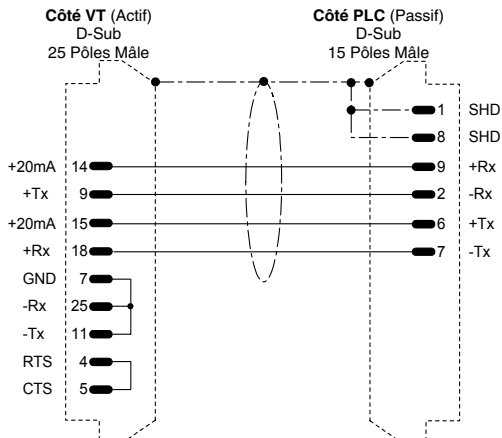 Côté VT (Actif)
D-Sub
25 Pôles Mâle
Côté PLC (Passif)
D-Sub
15 Pôles Mâle
1 SHD
8 SHD
+20mA 14
9 +Rx
+Tx 9
2 -Rx
+20mA 15
6 +Tx
+Rx 18
7 -Tx
GND 7
-Rx 25
-Tx 11
RTS 4
CTS 5